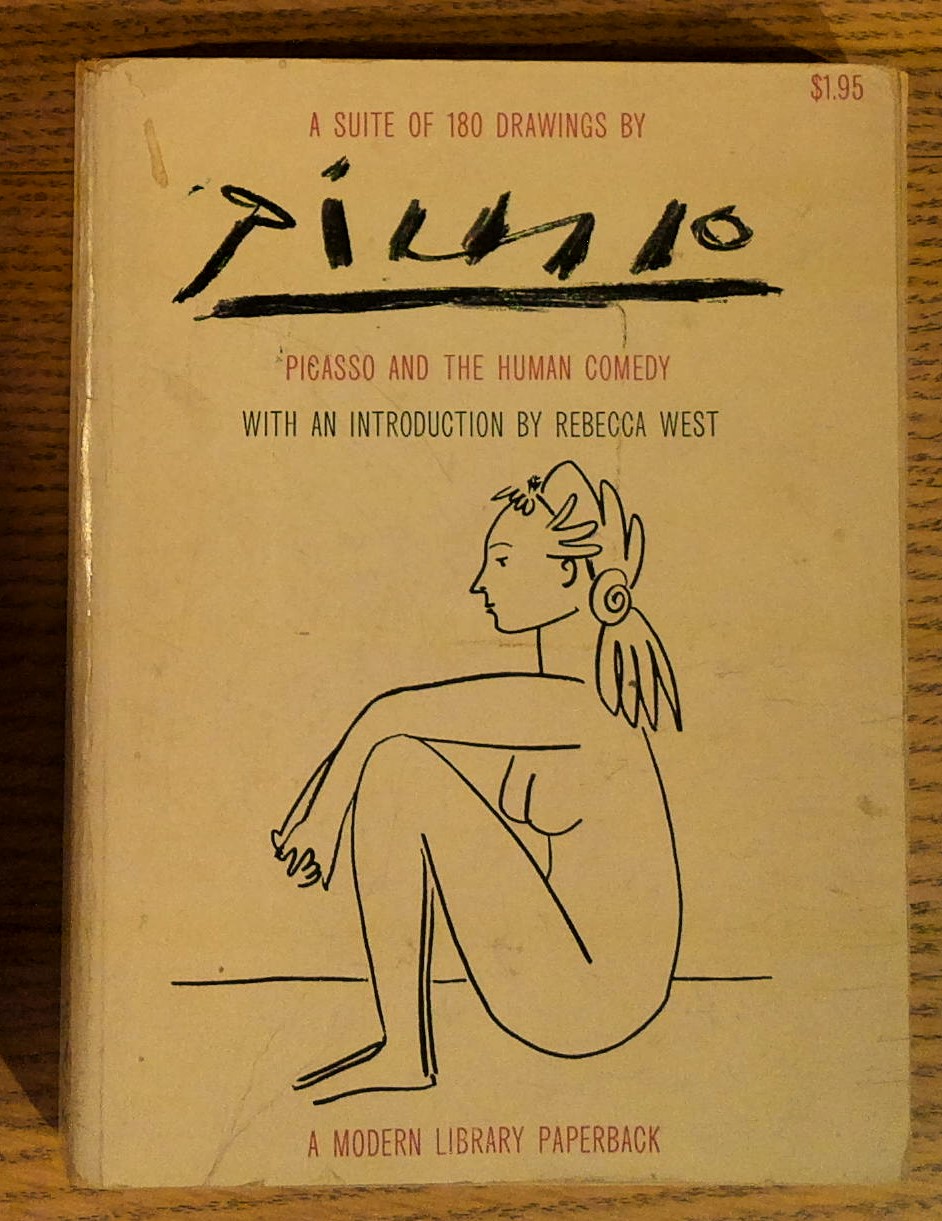 $1.95
A SUITE OF 180 DRAWINGS BY
Picasso
PICASSO AND THE HUMAN COMEDY
WITH AN INTRODUCTION BY REBECCA WEST
A MODERN LIBRARY PAPERBACK